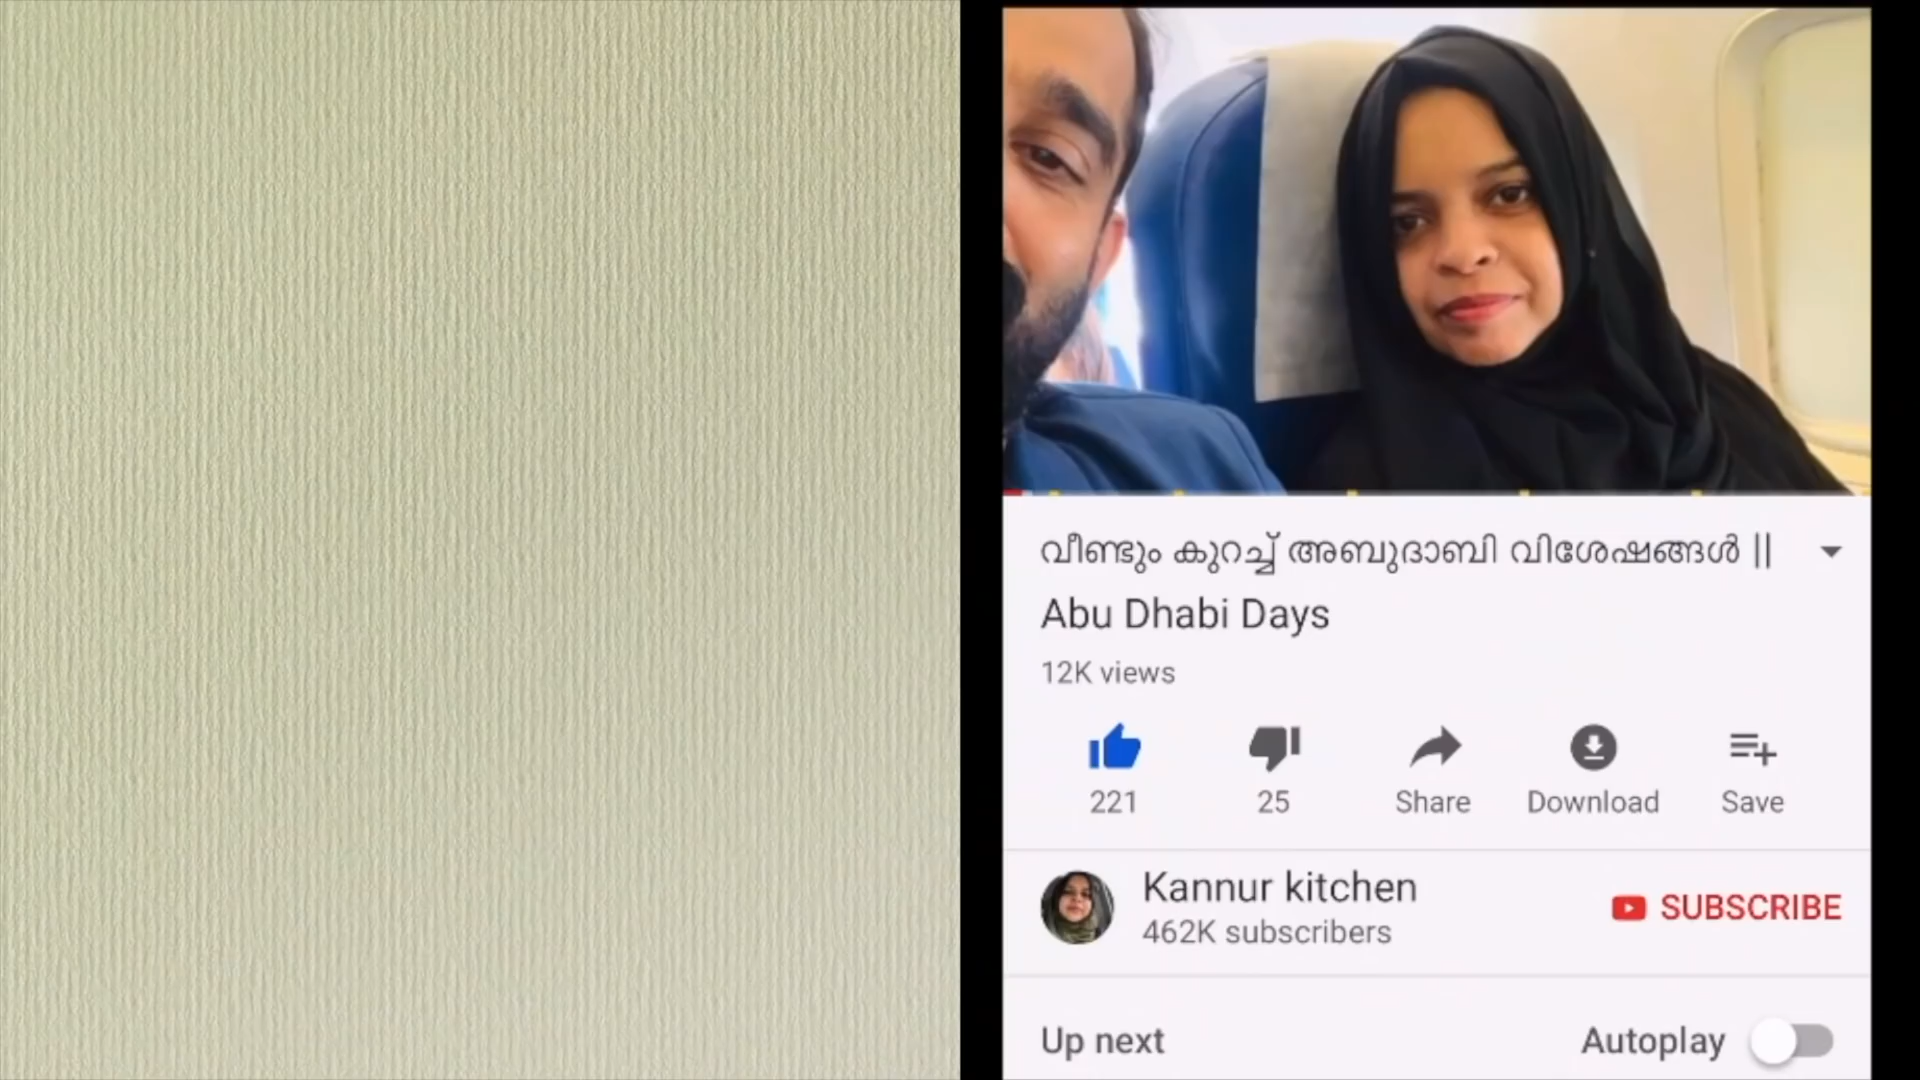 വീണ്ടും കുറച്ച് അബുദാബി വിശേഷങ്ങൾ ||
Abu Dhabi Days
12K views
221 25 Share Download Save
Kannur kitchen
462K subscribers
SUBSCRIBE
Up next Autoplay